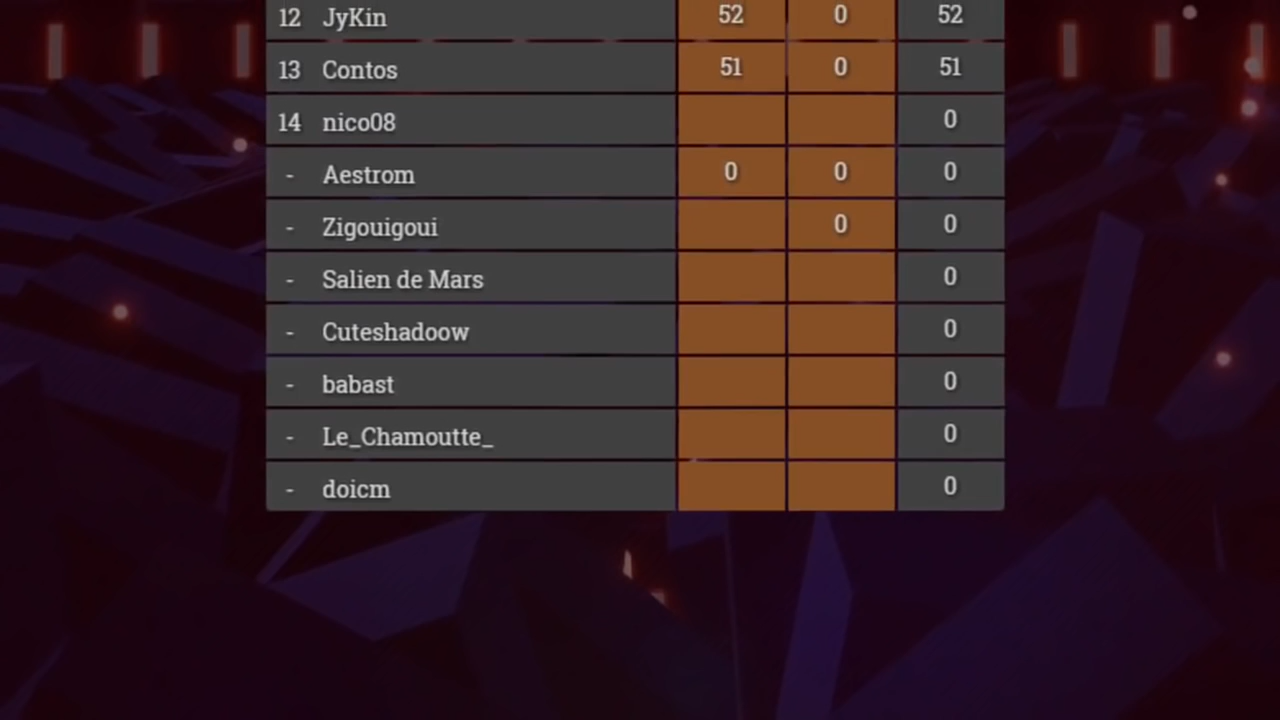 12 JyKin 52 0 52
13 Contos 51 0 51
14 nico08 0
- Aestrom 0 0 0
- Zigouigoui 0 0
- Salien de Mars 0
- Cuteshadoow 0
- babast 0
- Le_Chamoutte_ 0
- doicm 0